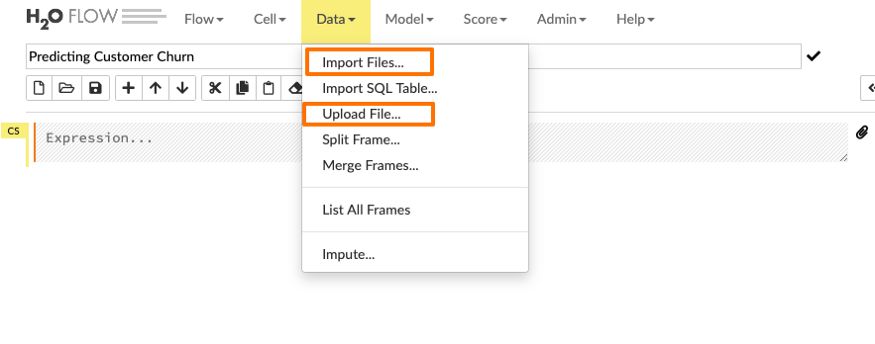 H2O FLOW Flow Cell Data Model Score Admin Help
Predicting Customer Churn
Import Files...
Import SQL Table...
Upload File...
CS Expression...
Split Frame...
Merge Frames...
List All Frames
Impute...